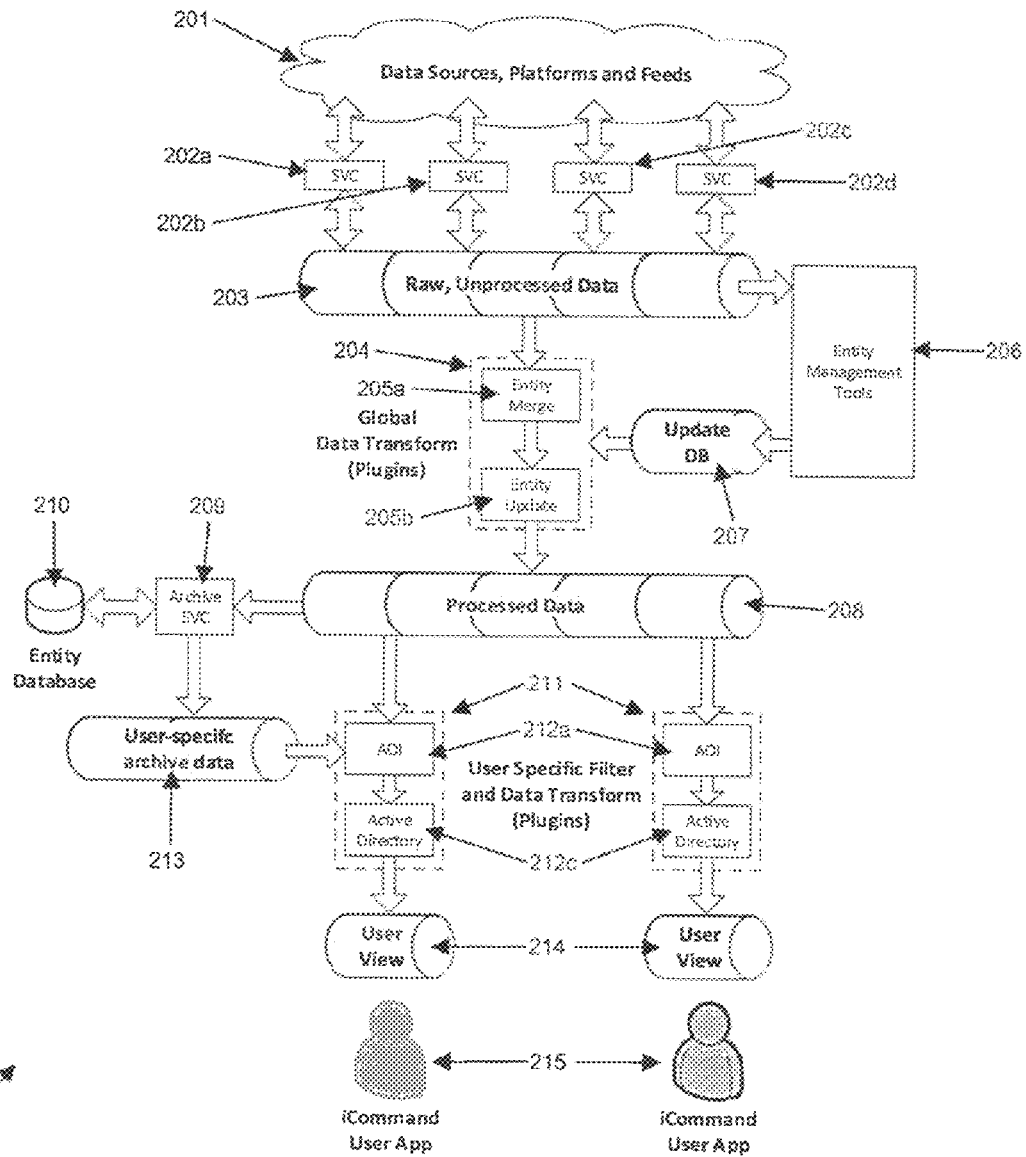 201
Data Sources, Platforms and Feeds
202a
SVC
202b
SVC
SVC
202c
SVC
202d
203
Raw, Unprocessed Data
204
205a
Entity
Merge
Global
Data Transform
(Plugins)
Entity
Update
205b
Update
DB
207
Entity
Management
Tools
206
210
209
Archive
SVC
Entity
Database
Processed Data
208
User-specific
archive data
213
211
AOI
212a
AOI
User Specific Filter
and Data Transform
(Plugins)
Active
Directory
212c
Active
Directory
User
View
214
User
View
215
iCommand
User App
iCommand
User App